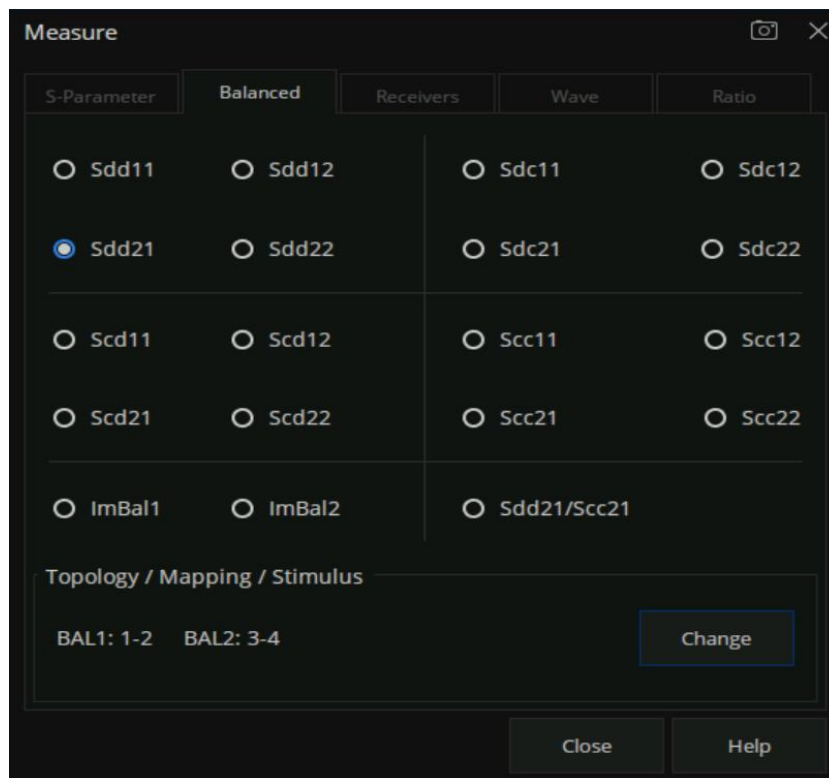 Measure
S-Parameter Balanced Receivers Wave Ratio
Sdd11 Sdd12 Sdc11 Sdc12
Sdd21 Sdd22 Sdc21 Sdc22
Scd11 Scd12 Scc11 Scc12
Scd21 Scd22 Scc21 Scc22
ImBal1 ImBal2 Sdd21/Scc21
Topology / Mapping / Stimulus
BAL1: 1-2 BAL2: 3-4 Change
Close Help